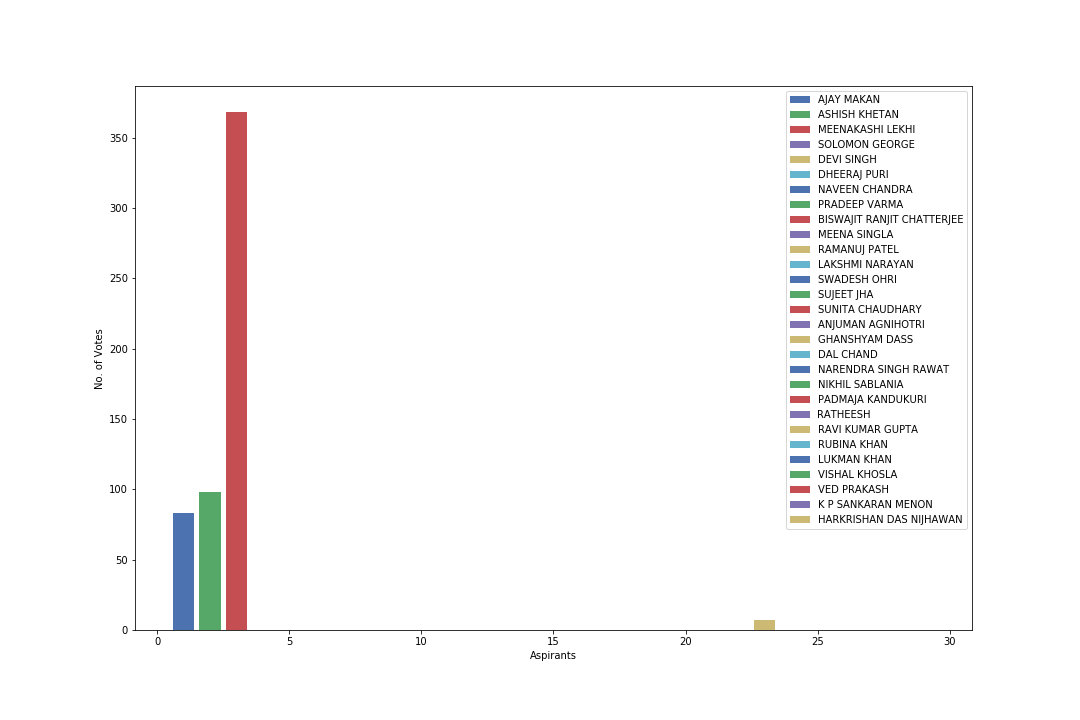 AJAY MAKAN
ASHISH KHETAN
MEENAKASHI LEKHI
SOLOMON GEORGE
DEVI SINGH
DHEERAJ PURI
NAVEEN CHANDRA
PRADEEP VARMA
BISWAJIT RANJIT CHATTERJEE
MEENA SINGLA
RAMANUJ PATEL
LAKSHMI NARAYAN
SWADESH OHRI
SUJEET JHA
SUNITA CHAUDHARY
ANJUMAN AGNIHOTRI
GHANSHYAM DASS
DAL CHAND
NARENDRA SINGH RAWAT
NIKHIL SABLANIA
PADMAJA KANDUKURI
RATHEESH
RAVI KUMAR GUPTA
RUBINA KHAN
LUKMAN KHAN
VISHAL KHOSLA
VED PRAKASH
K P SANKARAN MENON
HARKRISHAN DAS NIJHAWAN
350
300
250
200
150
100
50
0
No. of Votes
0 5 10 15 20 25 30
Aspirants